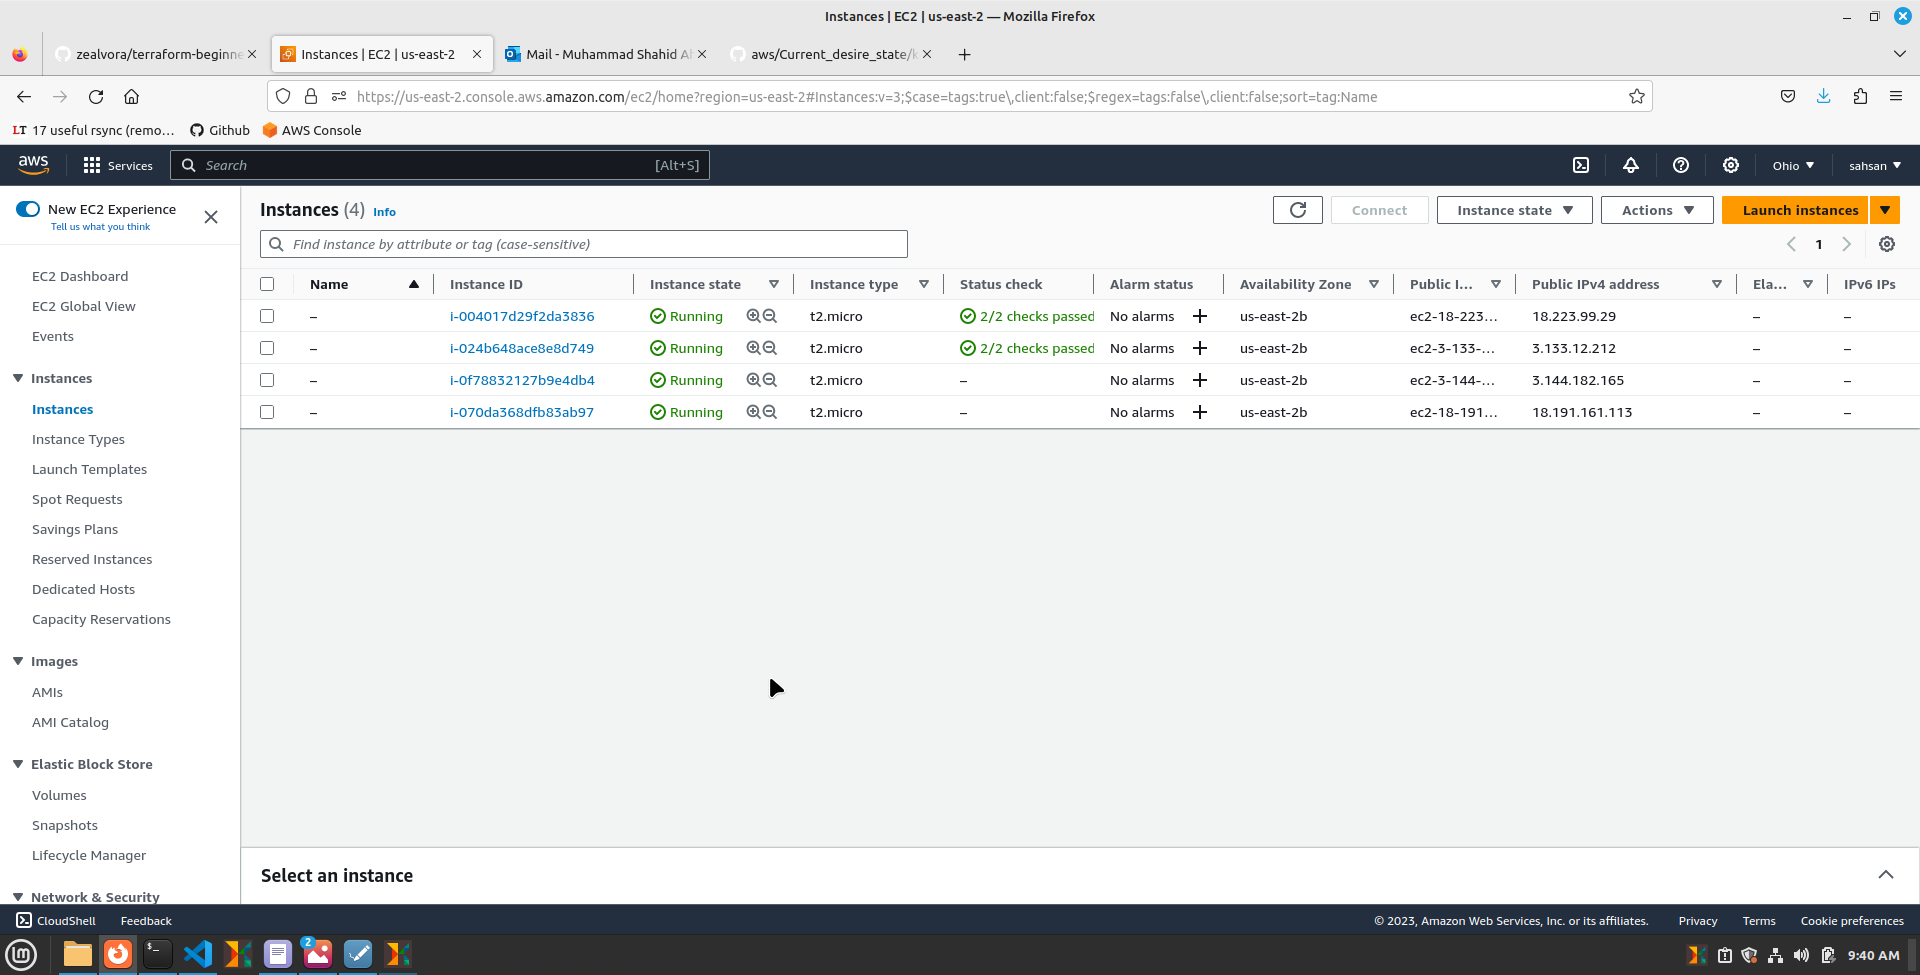 Instances | EC2 | us-east-2 — Mozilla Firefox
zealvora/terraform-beginne
Instances | EC2 | us-east-2
Mail - Muhammad Shahid Al
aws/Current_desire_state/k
https://us-east-2.console.aws.amazon.com/ec2/home?region=us-east-2#Instances:v=3;$case=tags:true\,client:false;$regex=tags:false\,client:false;sort=tag:Name
LT 17 useful rsync (remo…
Github
AWS Console
aws
Services
Search
[Alt+S]
Ohio
sahsan
New EC2 Experience
Tell us what you think
EC2 Dashboard
EC2 Global View
Events
Instances
Instances
Instance Types
Launch Templates
Spot Requests
Savings Plans
Reserved Instances
Dedicated Hosts
Capacity Reservations
Images
AMIs
AMI Catalog
Elastic Block Store
Volumes
Snapshots
Lifecycle Manager
Network & Security
Instances (4) Info
Connect
Instance state
Actions
Launch instances
Find instance by attribute or tag (case-sensitive)
1
Name Instance ID Instance state Instance type Status check Alarm status Availability Zone Public I... Public IPv4 address Ela... IPv6 IPs
– i-004017d29f2da3836 Running t2.micro 2/2 checks passed No alarms us-east-2b ec2-18-223... 18.223.99.29 – –
– i-024b648ace8e8d749 Running t2.micro 2/2 checks passed No alarms us-east-2b ec2-3-133-... 3.133.12.212 – –
– i-0f78832127b9e4db4 Running t2.micro – No alarms us-east-2b ec2-3-144-... 3.144.182.165 – –
– i-070da368dfb83ab97 Running t2.micro – No alarms us-east-2b ec2-18-191... 18.191.161.113 – –
Select an instance
CloudShell
Feedback
© 2023, Amazon Web Services, Inc. or its affiliates.
Privacy
Terms
Cookie preferences
2
9:40 AM